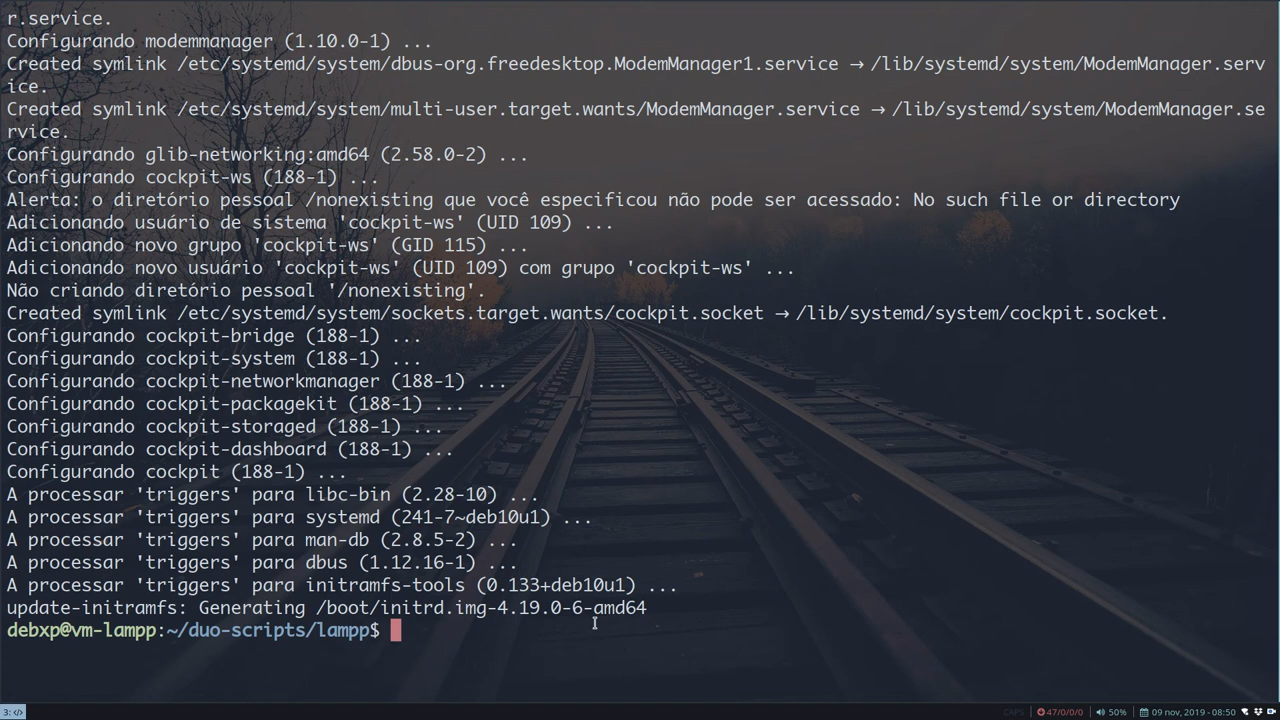 r.service.
Configurando modemmanager (1.10.0-1) ...
Created symlink /etc/systemd/system/dbus-org.freedesktop.ModemManager1.service → /lib/systemd/system/ModemManager.serv
ice.
Created symlink /etc/systemd/system/multi-user.target.wants/ModemManager.service → /lib/systemd/system/ModemManager.se
rvice.
Configurando glib-networking:amd64 (2.58.0-2) ...
Configurando cockpit-ws (188-1) ...
Alerta: o diretório pessoal /nonexisting que você especificou não pode ser acessado: No such file or directory
Adicionando usuário de sistema 'cockpit-ws' (UID 109) ...
Adicionando novo grupo 'cockpit-ws' (GID 115) ...
Adicionando novo usuário 'cockpit-ws' (UID 109) com grupo 'cockpit-ws' ...
Não criando diretório pessoal '/nonexisting'.
Created symlink /etc/systemd/system/sockets.target.wants/cockpit.socket → /lib/systemd/system/cockpit.socket.
Configurando cockpit-bridge (188-1) ...
Configurando cockpit-system (188-1) ...
Configurando cockpit-networkmanager (188-1) ...
Configurando cockpit-packagekit (188-1) ...
Configurando cockpit-storaged (188-1) ...
Configurando cockpit-dashboard (188-1) ...
Configurando cockpit (188-1) ...
A processar 'triggers' para libc-bin (2.28-10) ...
A processar 'triggers' para systemd (241-7~deb10u1) ...
A processar 'triggers' para man-db (2.8.5-2) ...
A processar 'triggers' para dbus (1.12.16-1) ...
A processar 'triggers' para initramfs-tools (0.133+deb10u1) ...
update-initramfs: Generating /boot/initrd.img-4.19.0-6-amd64
debxp@vm-lampp:~/duo-scripts/lampp$
3: </> CAPS 47/0/0/0 50% 09 nov, 2019 - 08:50